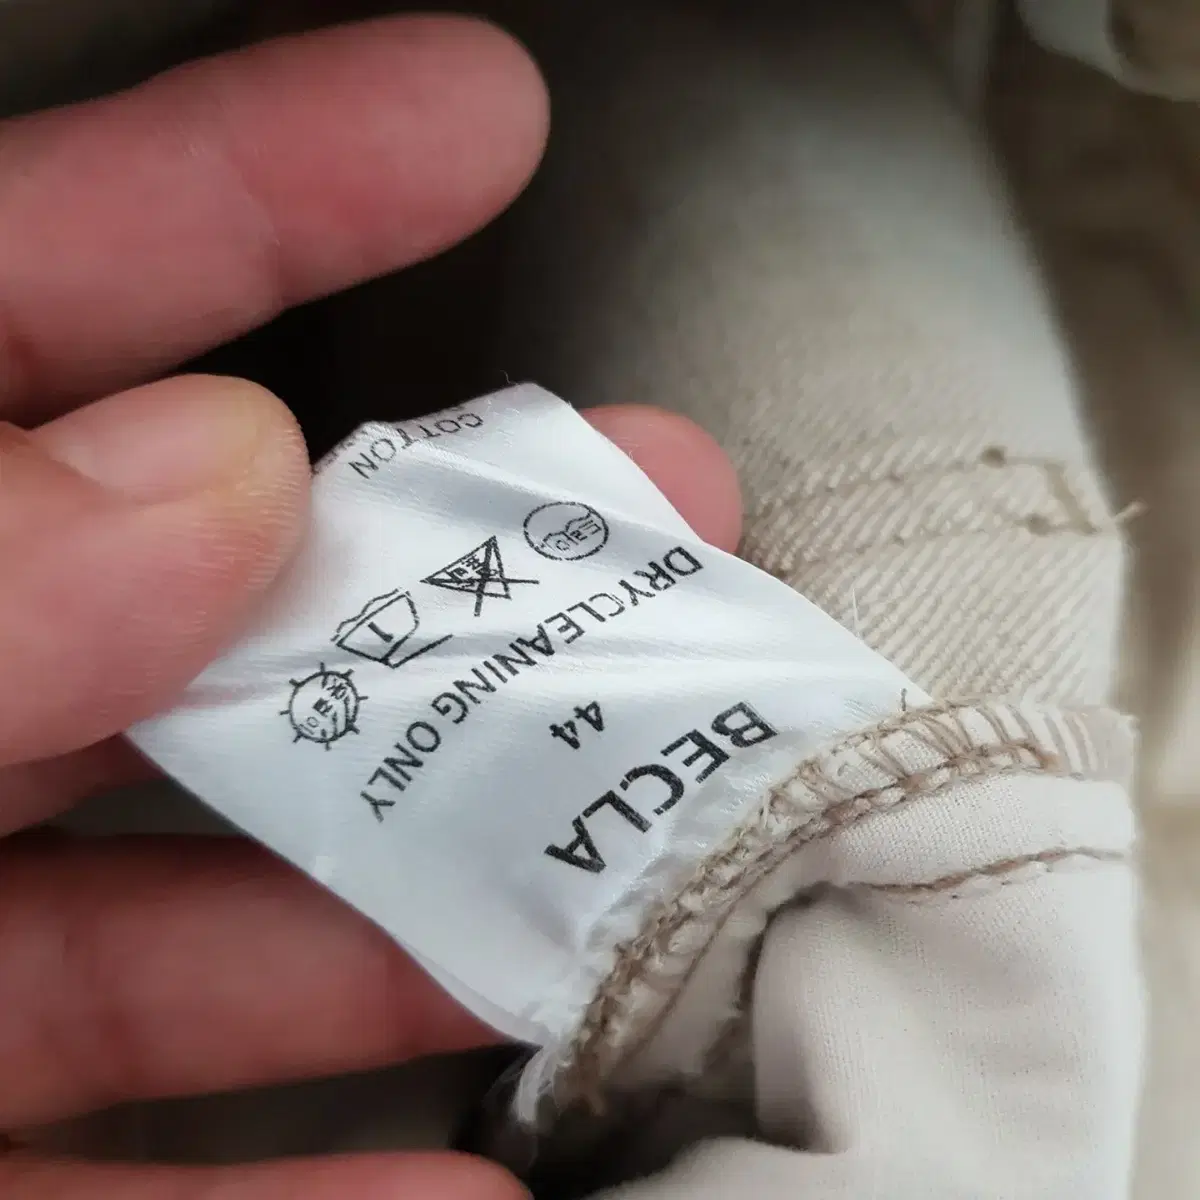 BECLA
44
DRYCLEANING ONLY
COTTON